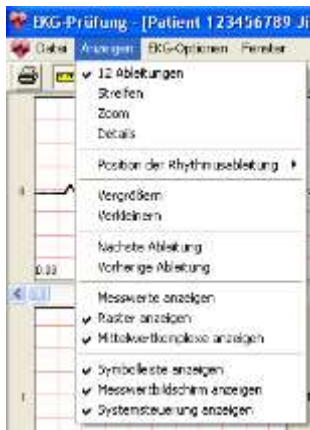 EKG-Prüfung - [Patient 123456789 Ji
Datei Anzeigen EKG-Optionen Fenster
12 Ableitungen
Streifen
Zoom
Details
Position der Rhythmusableitung
Vergrößern
Verkleinern
Nächste Ableitung
Vorherige Ableitung
Messwerte anzeigen
Raster anzeigen
Mittelwertkomplexe anzeigen
Symbolleiste anzeigen
Messwertbildschirm anzeigen
Systemsteuerung anzeigen